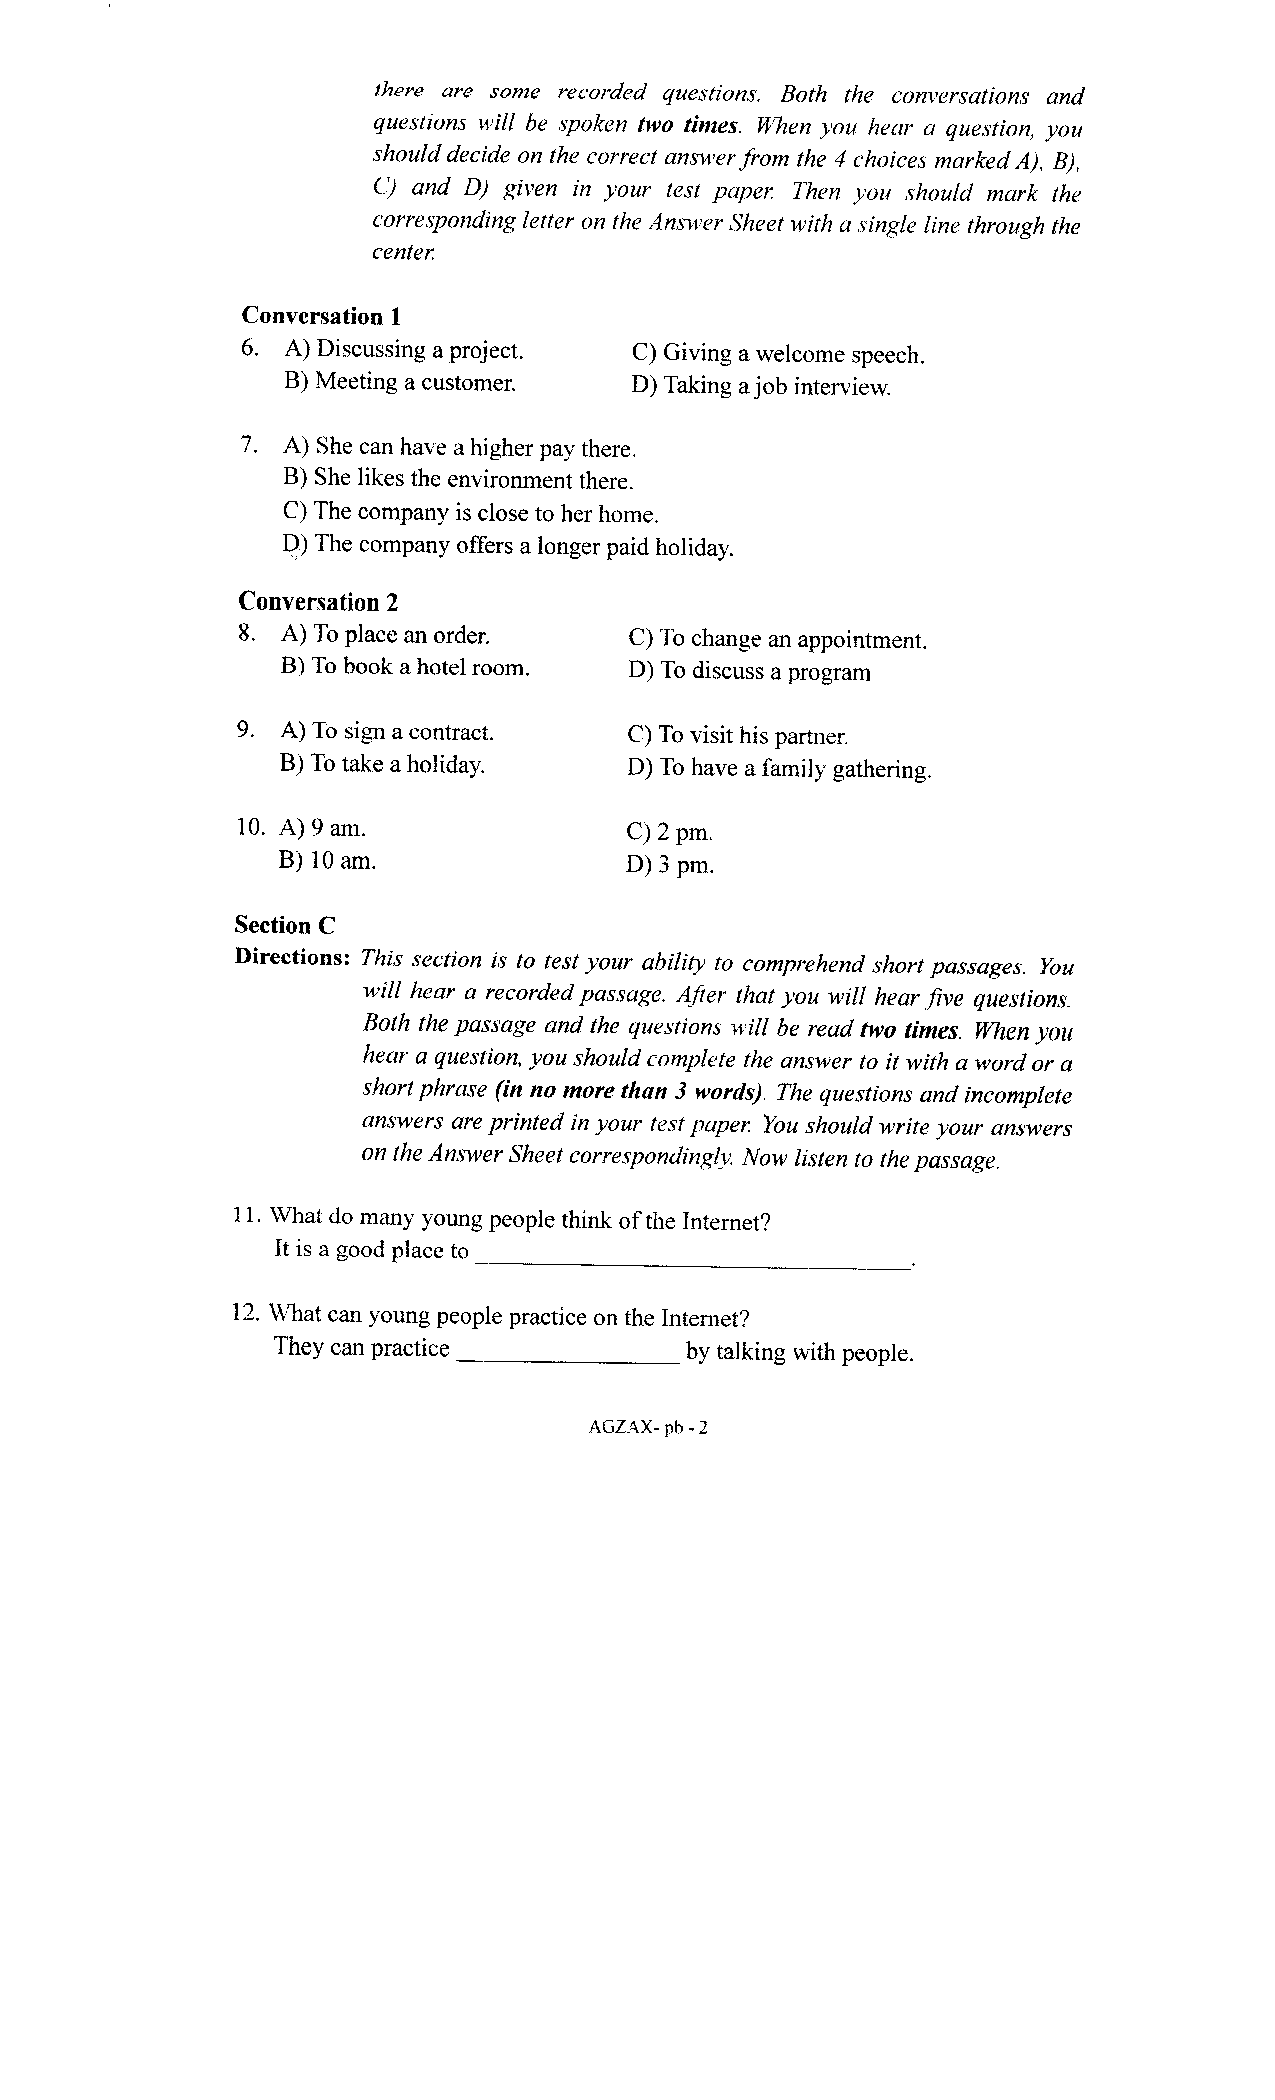 there are some recorded questions. Both the conversations and
questions will be spoken two times. When you hear a question, you
should decide on the correct answer from the 4 choices marked A), B),
C) and D) given in your test paper. Then you should mark the
corresponding letter on the Answer Sheet with a single line through the
center.
Conversation 1
6. A) Discussing a project. C) Giving a welcome speech.
B) Meeting a customer. D) Taking a job interview.
7. A) She can have a higher pay there.
B) She likes the environment there.
C) The company is close to her home.
D) The company offers a longer paid holiday.
Conversation 2
8. A) To place an order. C) To change an appointment.
B) To book a hotel room. D) To discuss a program
9. A) To sign a contract. C) To visit his partner.
B) To take a holiday. D) To have a family gathering.
10. A) 9 am. C) 2 pm.
B) 10 am. D) 3 pm.
Section C
Directions: This section is to test your ability to comprehend short passages. You
will hear a recorded passage. After that you will hear five questions.
Both the passage and the questions will be read two times. When you
hear a question, you should complete the answer to it with a word or a
short phrase (in no more than 3 words). The questions and incomplete
answers are printed in your test paper. You should write your answers
on the Answer Sheet correspondingly. Now listen to the passage.
11. What do many young people think of the Internet?
It is a good place to ____________________.
12. What can young people practice on the Internet?
They can practice ____________ by talking with people.
AGZAX- pb - 2